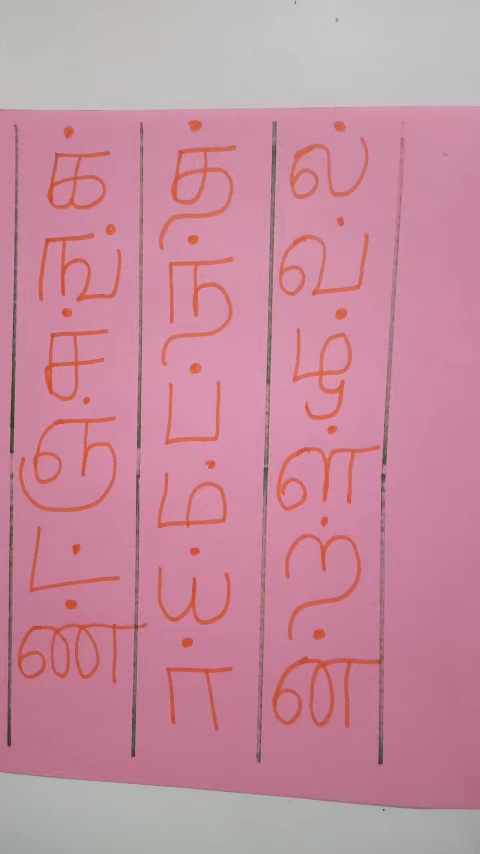 க்
ங்
ச்
ஞ்
ட்
ண்
த்
ந்
ப்
ம்
ய்
ர்
ல்
வ்
ழ்
ள்
ற்
ன்